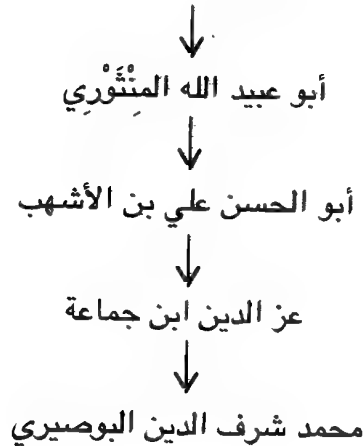 أبو عبيد الله المِنْثَوْرِي
أبو الحسن علي بن الأشهب
عز الدين ابن جماعة
محمد شرف الدين البوصيري